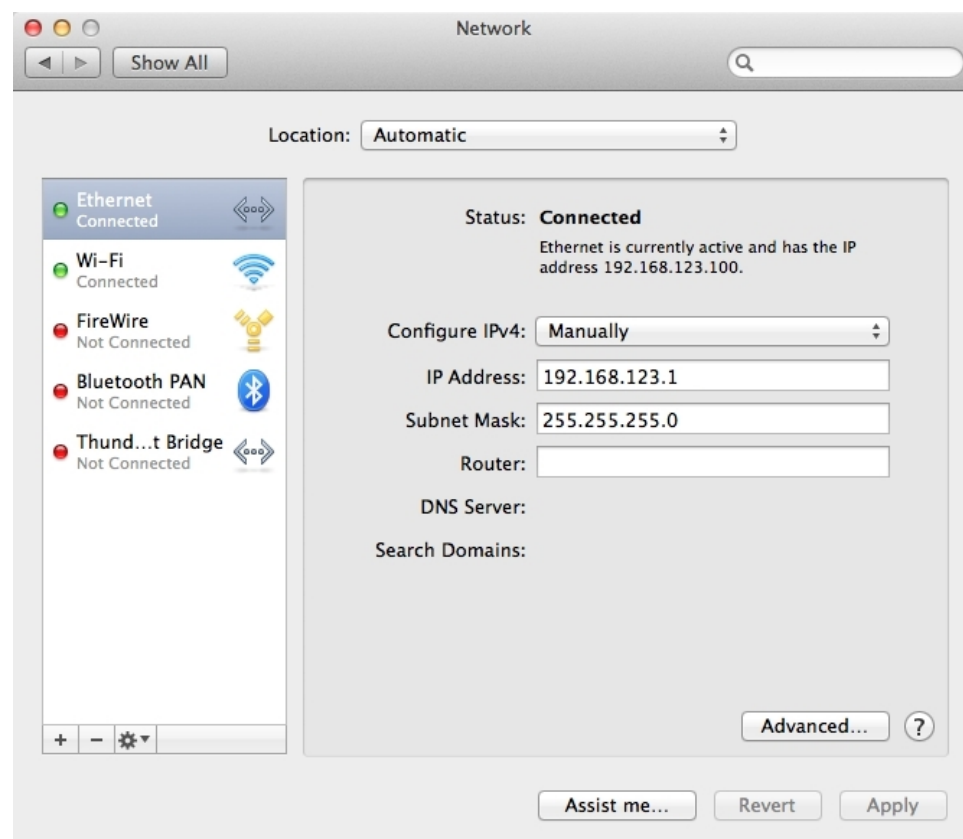 Network
Show All
Location: Automatic
Ethernet
Connected
Wi-Fi
Connected
FireWire
Not Connected
Bluetooth PAN
Not Connected
Thund...t Bridge
Not Connected
Status: Connected
Ethernet is currently active and has the IP
address 192.168.123.100.
Configure IPv4: Manually
IP Address: 192.168.123.1
Subnet Mask: 255.255.255.0
Router:
DNS Server:
Search Domains:
+ −
Advanced... ?
Assist me... Revert Apply